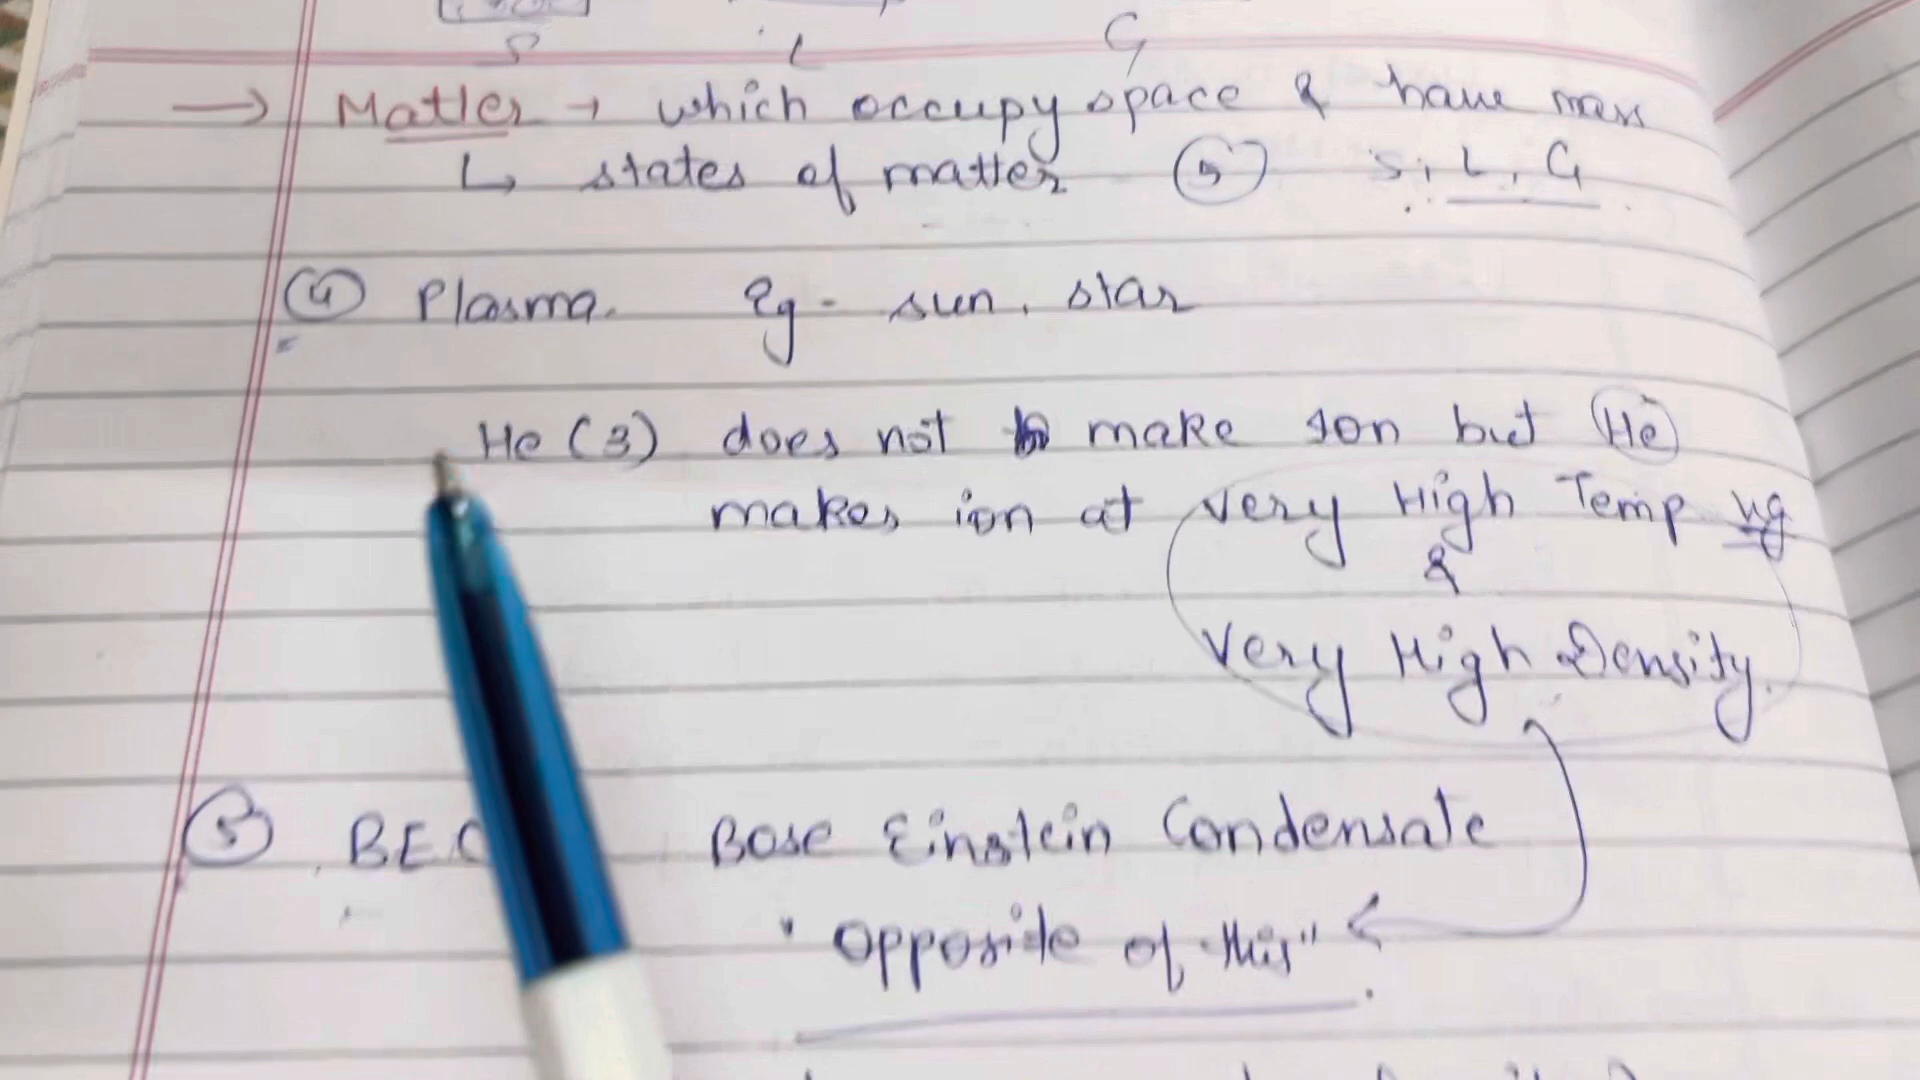 S L G
→ Matter → which occupy space & have mass
↳ states of matter ⑤ S, L, G
④ Plasma. Eg - sun, star
He (3) does not make ion but He
makes ion at very High Temp
&
Very High Density.
⑤ BEC Bose Einstein Condensate
"Opposite of this" ←